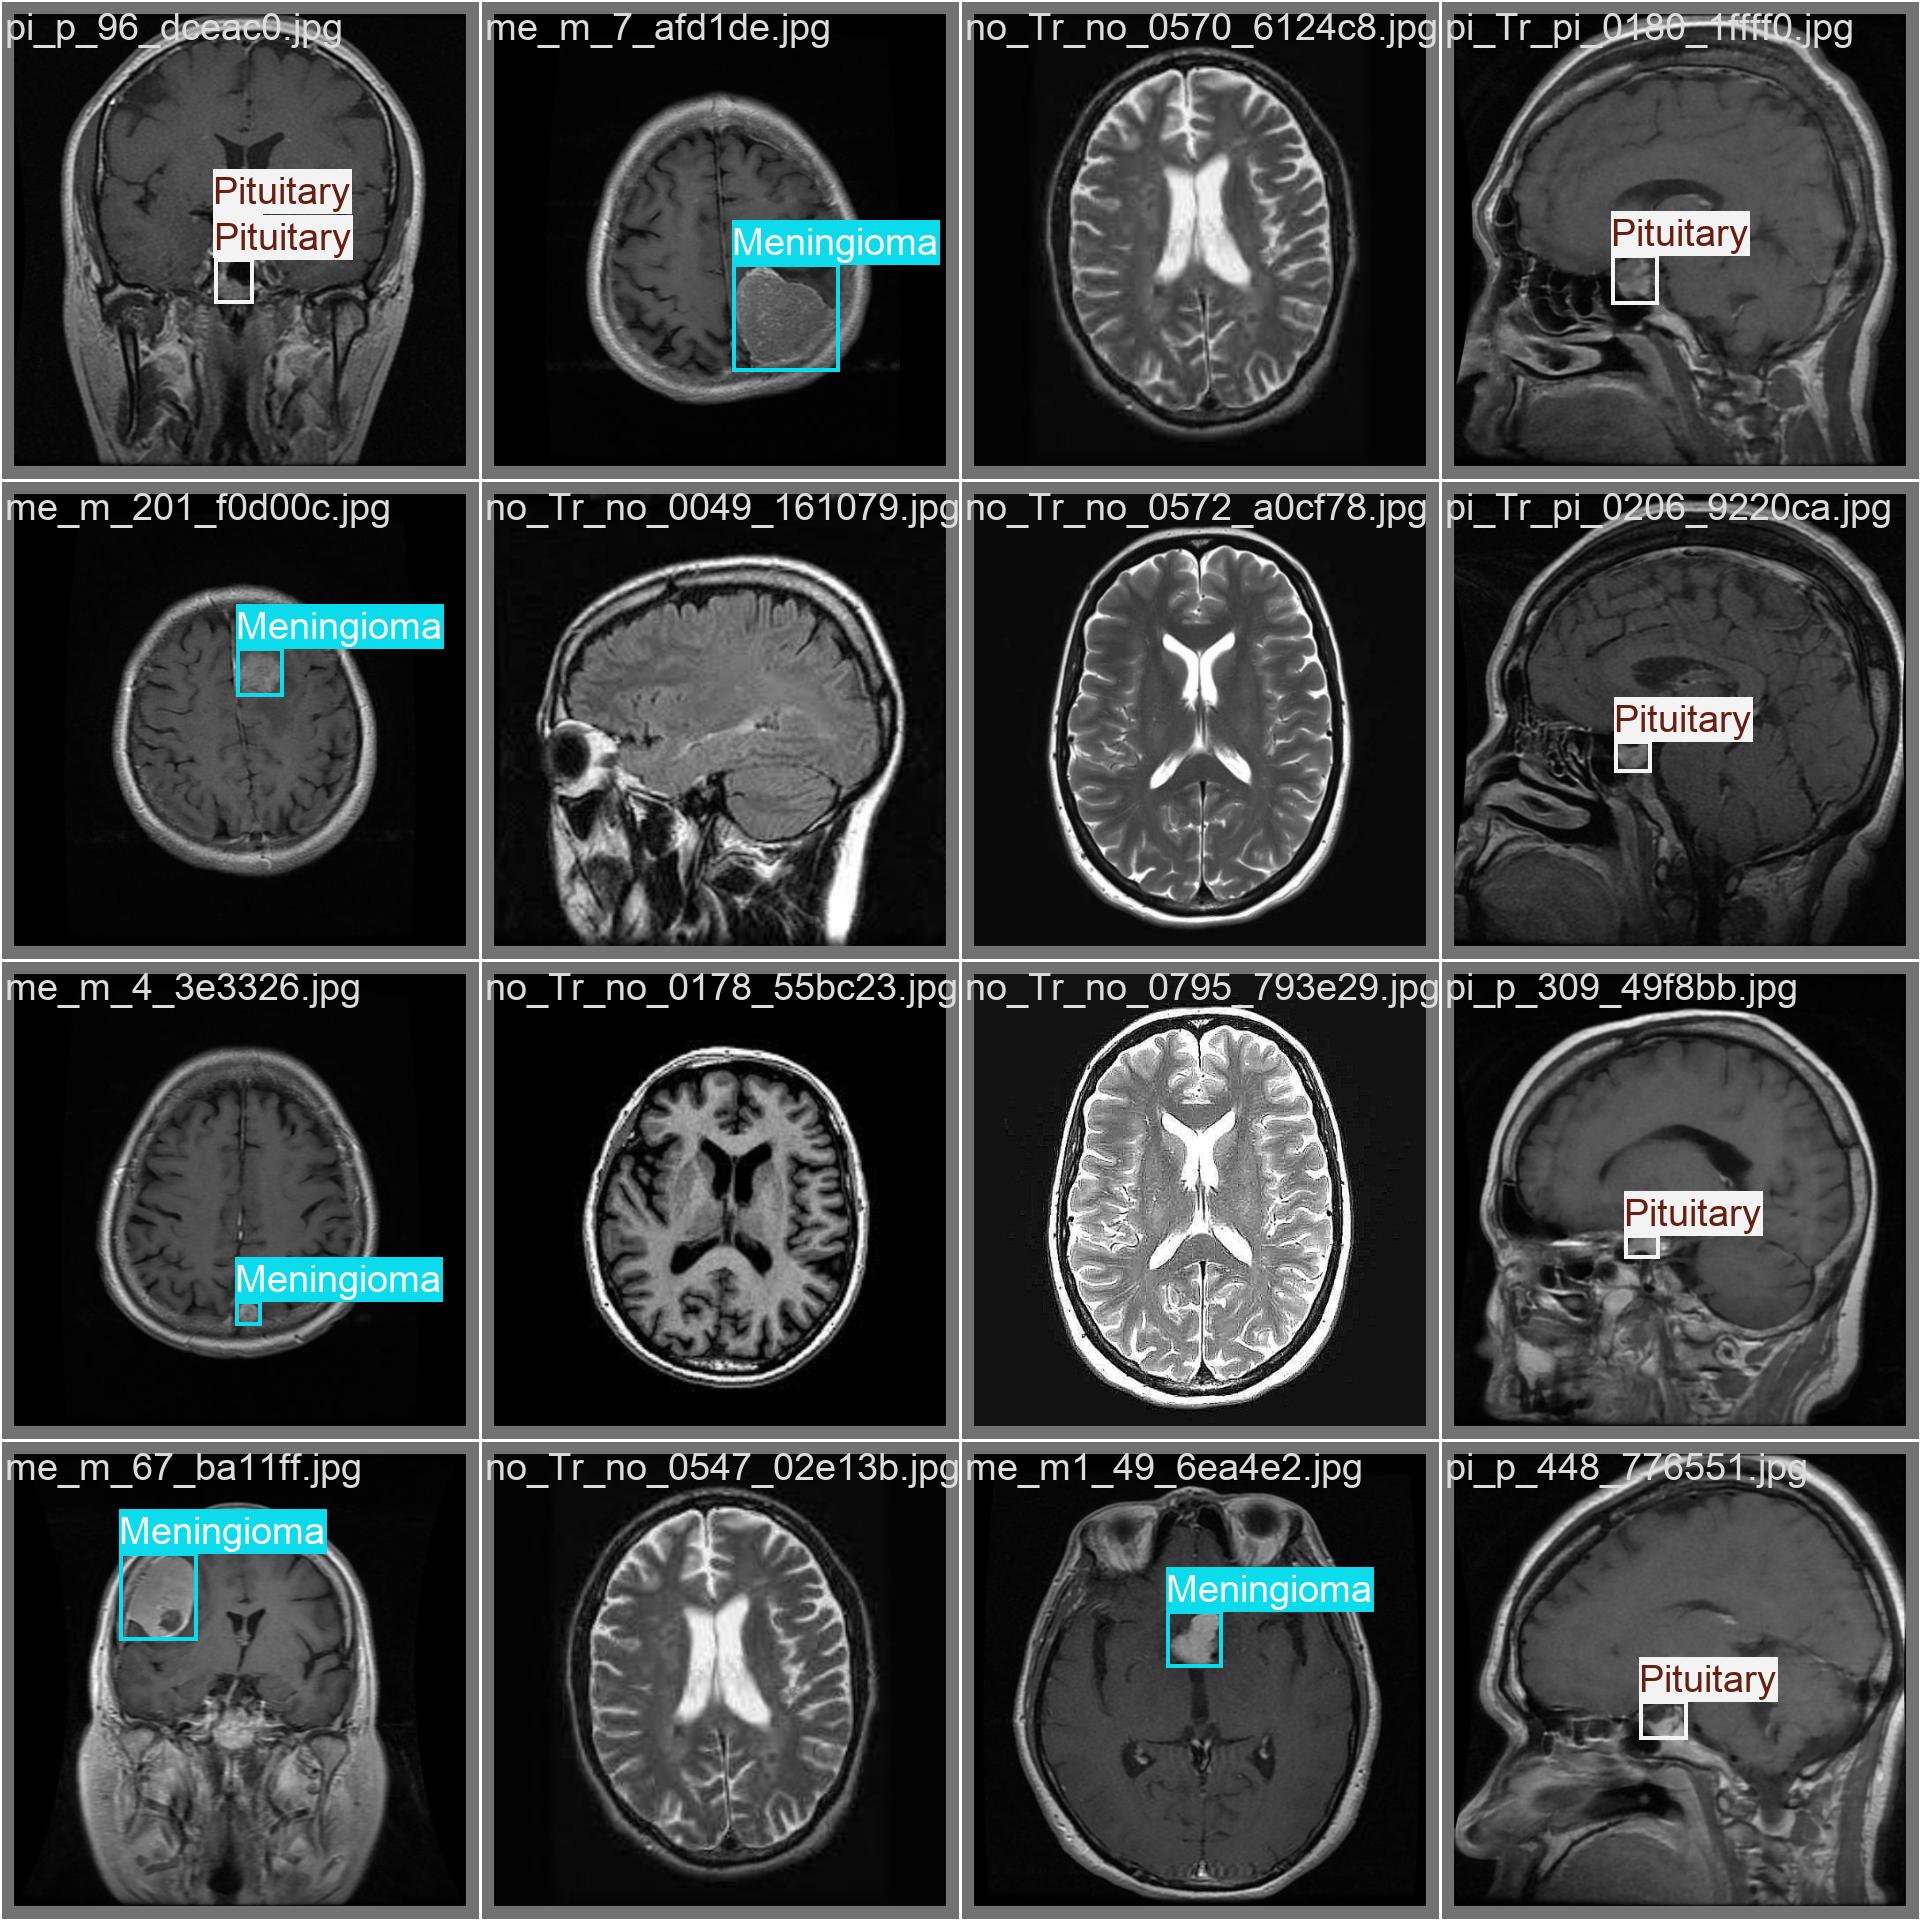 pi_p_96_dceac0.jpg
Pituitary
Pituitary
me_m_7_afd1de.jpg
Meningioma
no_Tr_no_0570_6124c8.jpg
pi_Tr_pi_0180_1ffff0.jpg
Pituitary
me_m_201_f0d00c.jpg
Meningioma
no_Tr_no_0049_161079.jpg
no_Tr_no_0572_a0cf78.jpg
pi_Tr_pi_0206_9220ca.jpg
Pituitary
me_m_4_3e3326.jpg
Meningioma
no_Tr_no_0178_55bc23.jpg
no_Tr_no_0795_793e29.jpg
pi_p_309_49f8bb.jpg
Pituitary
me_m_67_ba11ff.jpg
Meningioma
no_Tr_no_0547_02e13b.jpg
me_m1_49_6ea4e2.jpg
Meningioma
pi_p_448_776551.jpg
Pituitary